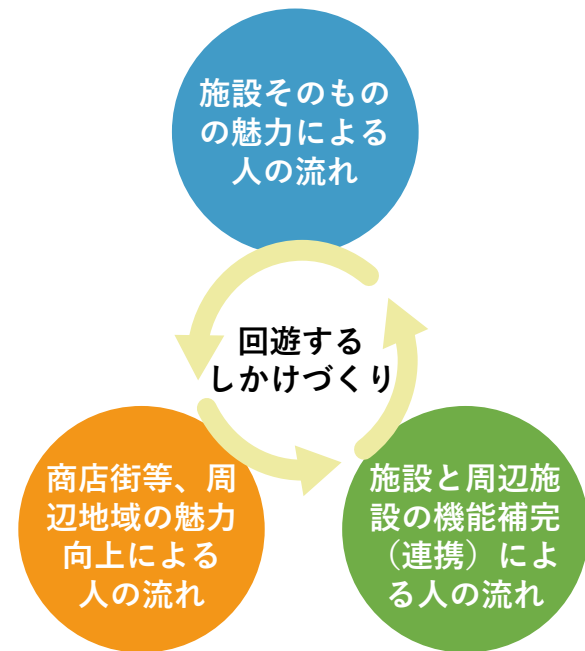 施設そのもの
の魅力による
人の流れ
回遊する
しかけづくり
商店街等、周
辺地域の魅力
向上による
人の流れ
施設と周辺施
設の機能補完
（連携）によ
る人の流れ